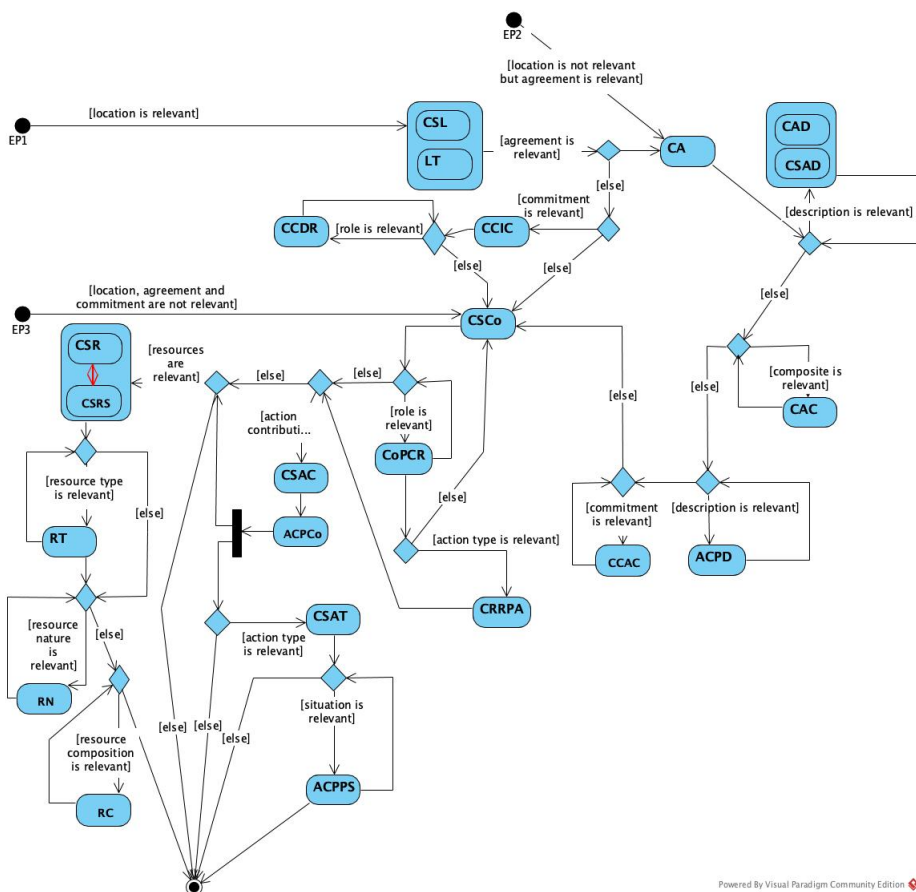 EP2
[location is not relevant
but agreement is relevant]
[location is relevant]
EP1
CSL
LT
[agreement is
relevant]
CA
CAD
CSAD
[else]
[description is relevant]
[commitment
is relevant]
CCDR
[role is relevant]
CCIC
[else]
[else]
[else]
[location, agreement and
commitment are not relevant]
EP3
CSCo
CSR
CSRS
[resources
are
relevant]
[else]
[else]
[else]
[composite is
relevant]
CAC
[action
contributi...
[role is
relevant]
CoPCR
CSAC
[else]
[resource type
is relevant]
[else]
[commitment
is relevant]
[description is relevant]
RT
ACPCo
[action type is relevant]
CCAC
ACPD
CRRPA
CSAT
[resource
nature is
relevant]
[else]
[action type
is relevant]
RN
[situation is
relevant]
[else]
[else]
[else]
[resource
composition
is relevant]
ACPPS
RC
Powered By Visual Paradigm Community Edition